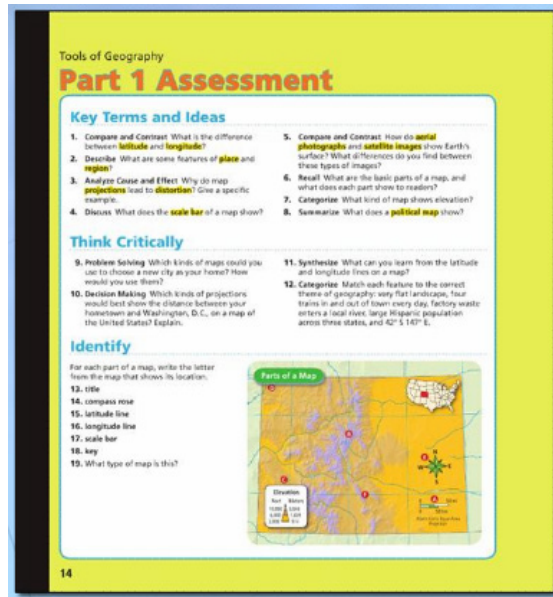 Tools of Geography
Part 1 Assessment
Key Terms and Ideas
1. Compare and Contrast What is the difference
between latitude and longitude?
2. Describe What are some features of place and
region?
3. Analyze Cause and Effect Why do map
projections lead to distortion? Give a specific
example.
4. Discuss What does the scale bar of a map show?
5. Compare and Contrast How do aerial
photographs and satellite images show Earth's
surface? What differences do you find between
these types of images?
6. Recall What are the basic parts of a map, and
what does each part show to readers?
7. Categorize What kind of map shows elevation?
8. Summarize What does a political map show?
Think Critically
9. Problem Solving Which kinds of maps could you
use to choose a new city as your home? How
would you use them?
10. Decision Making Which kinds of projections
would best show the distance between your
hometown and Washington, D.C., on a map of
the United States? Explain.
11. Synthesize What can you learn from the latitude
and longitude lines on a map?
12. Categorize Match each feature to the correct
theme of geography: very flat landscape, four
trains in and out of town every day, factory waste
enters a local river, large Hispanic population
across three states, and 42° S 147° E.
Identify
For each part of a map, write the letter
from the map that shows its location.
13. title
14. compass rose
15. latitude line
16. longitude line
17. scale bar
18. key
19. What type of map is this?
Parts of a Map
N
W
E
S
C
F
A
Elevation
Feet Meters
14